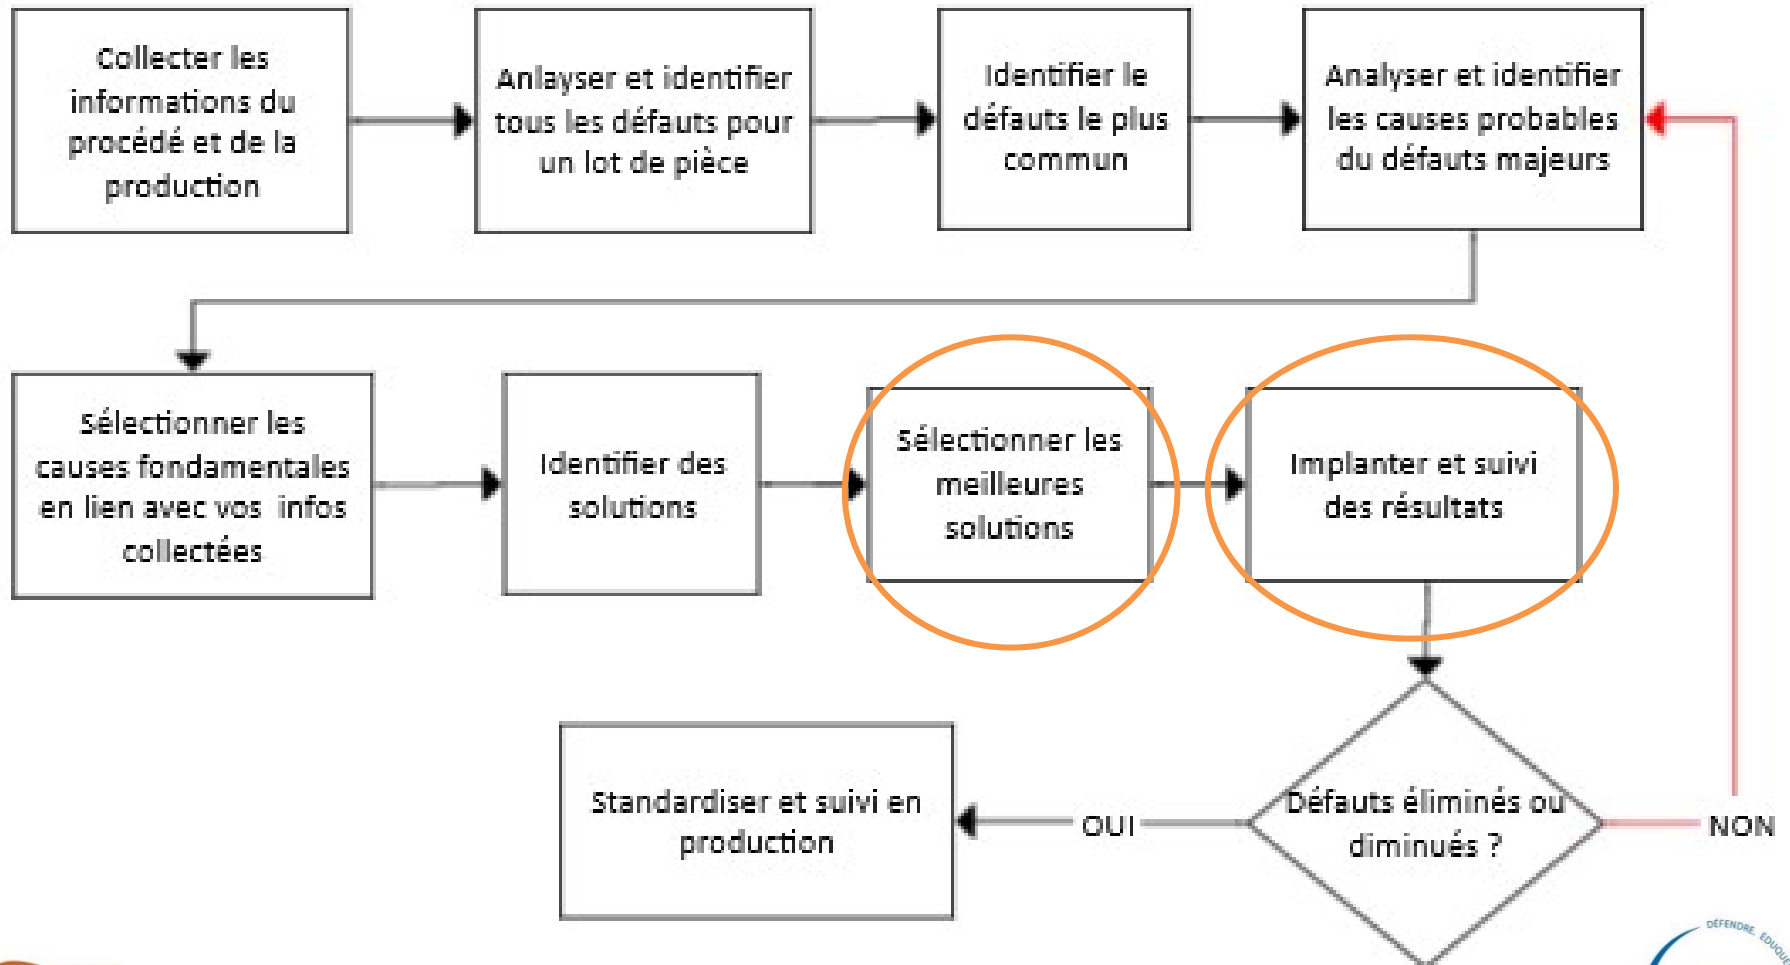 Collecter les
informations du
procédé et de la
production
Anlayser et identifier
tous les défauts pour
un lot de pièce
Identifier le
défauts le plus
commun
Analyser et identifier
les causes probables
du défauts majeurs
Sélectionner les
causes fondamentales
en lien avec vos infos
collectées
Identifier des
solutions
Sélectionner les
meilleures
solutions
Implanter et suivi
des résultats
Standardiser et suivi en
production
OUI
Défauts éliminés ou
diminués ?
NON
DÉFENDRE, ÉDUQUE